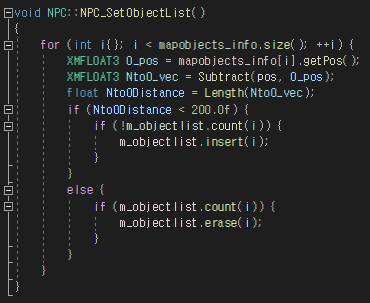 void NPC::NPC_SetObjectList()
{
    for (int i{}; i < mapobjects_info.size(); ++i) {
        XMFLOAT3 O_pos = mapobjects_info[i].getPos();
        XMFLOAT3 NtoO_vec = Subtract(pos, O_pos);
        float NtoODistance = Length(NtoO_vec);
        if (NtoODistance < 200.0f) {
            if (!m_objectlist.count(i)) {
                m_objectlist.insert(i);
            }
        }
        else {
            if (m_objectlist.count(i)) {
                m_objectlist.erase(i);
            }
        }
    }
}